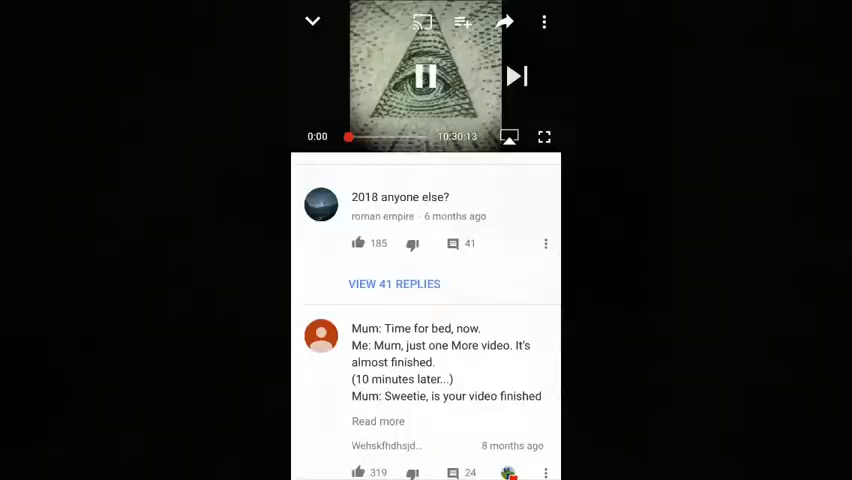 0:00 10:30:13
2018 anyone else?
roman empire · 6 months ago
185 41
VIEW 41 REPLIES
Mum: Time for bed, now.
Me: Mum, just one More video. It's
almost finished.
(10 minutes later...)
Mum: Sweetie, is your video finished
Read more
Wehskfhdhsjd... 8 months ago
319 24